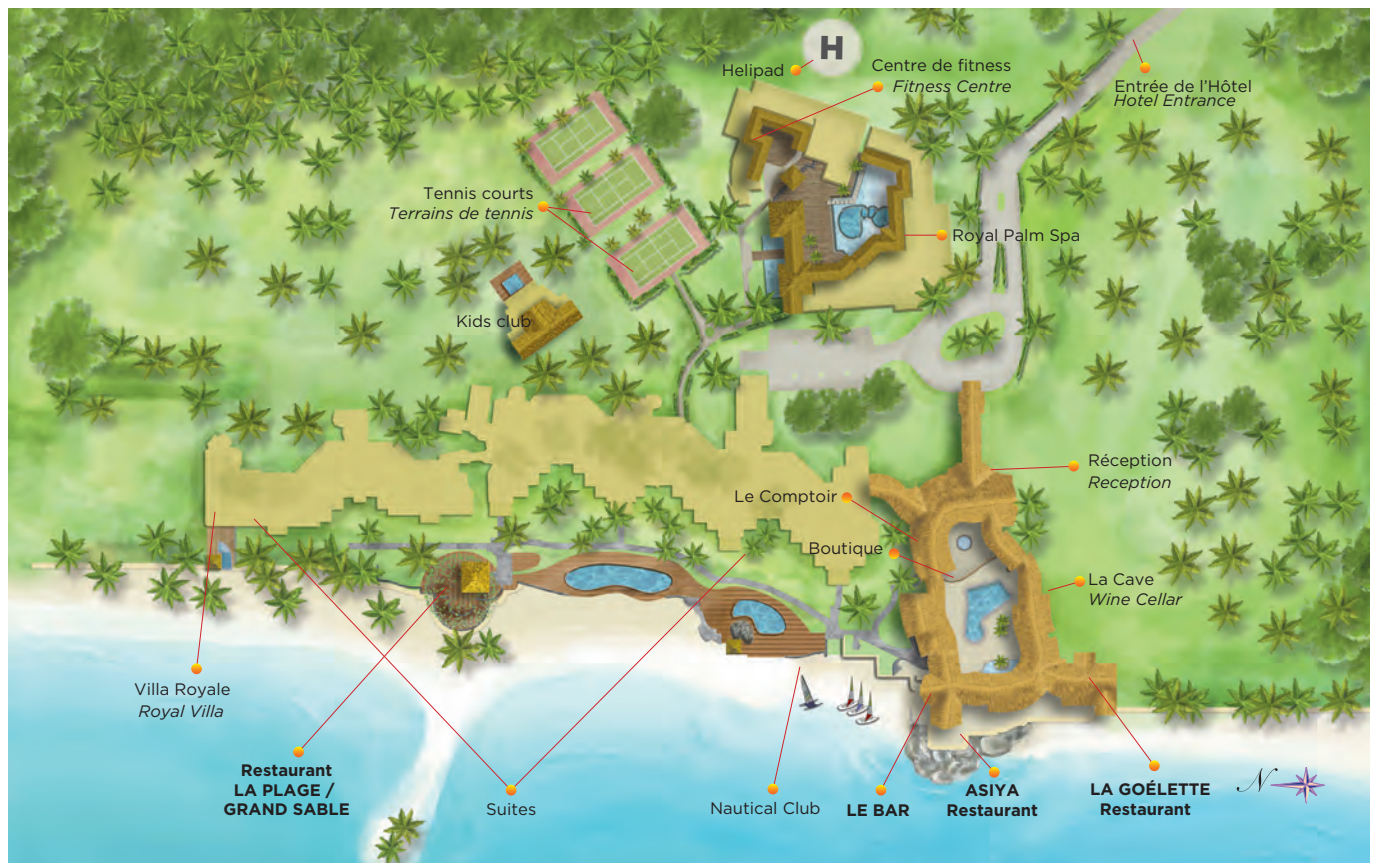 H
Helipad
Centre de fitness
Fitness Centre
Entrée de l'Hôtel
Hotel Entrance
Tennis courts
Terrains de tennis
Royal Palm Spa
Kids club
Réception
Reception
Le Comptoir
Boutique
La Cave
Wine Cellar
Villa Royale
Royal Villa
Restaurant
LA PLAGE /
GRAND SABLE
Suites
Nautical Club
LE BAR
ASIYA
Restaurant
LA GOÉLETTE
Restaurant
N